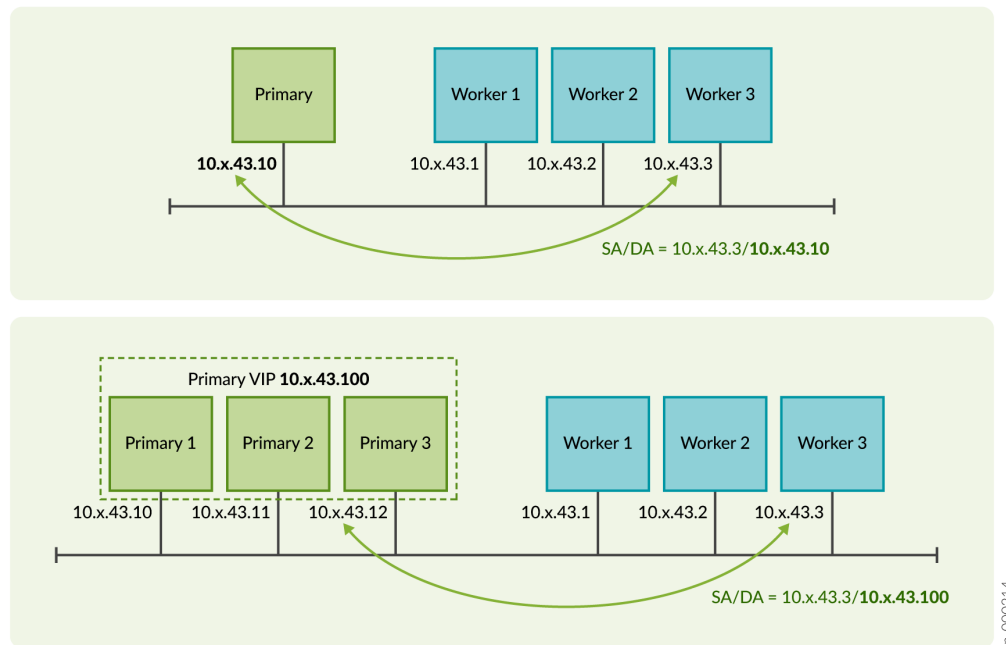 Primary
Worker 1
Worker 2
Worker 3
10.x.43.10
10.x.43.1
10.x.43.2
10.x.43.3
SA/DA = 10.x.43.3/10.x.43.10
Primary VIP 10.x.43.100
Primary 1
Primary 2
Primary 3
Worker 1
Worker 2
Worker 3
10.x.43.10
10.x.43.11
10.x.43.12
10.x.43.1
10.x.43.2
10.x.43.3
SA/DA = 10.x.43.3/10.x.43.100